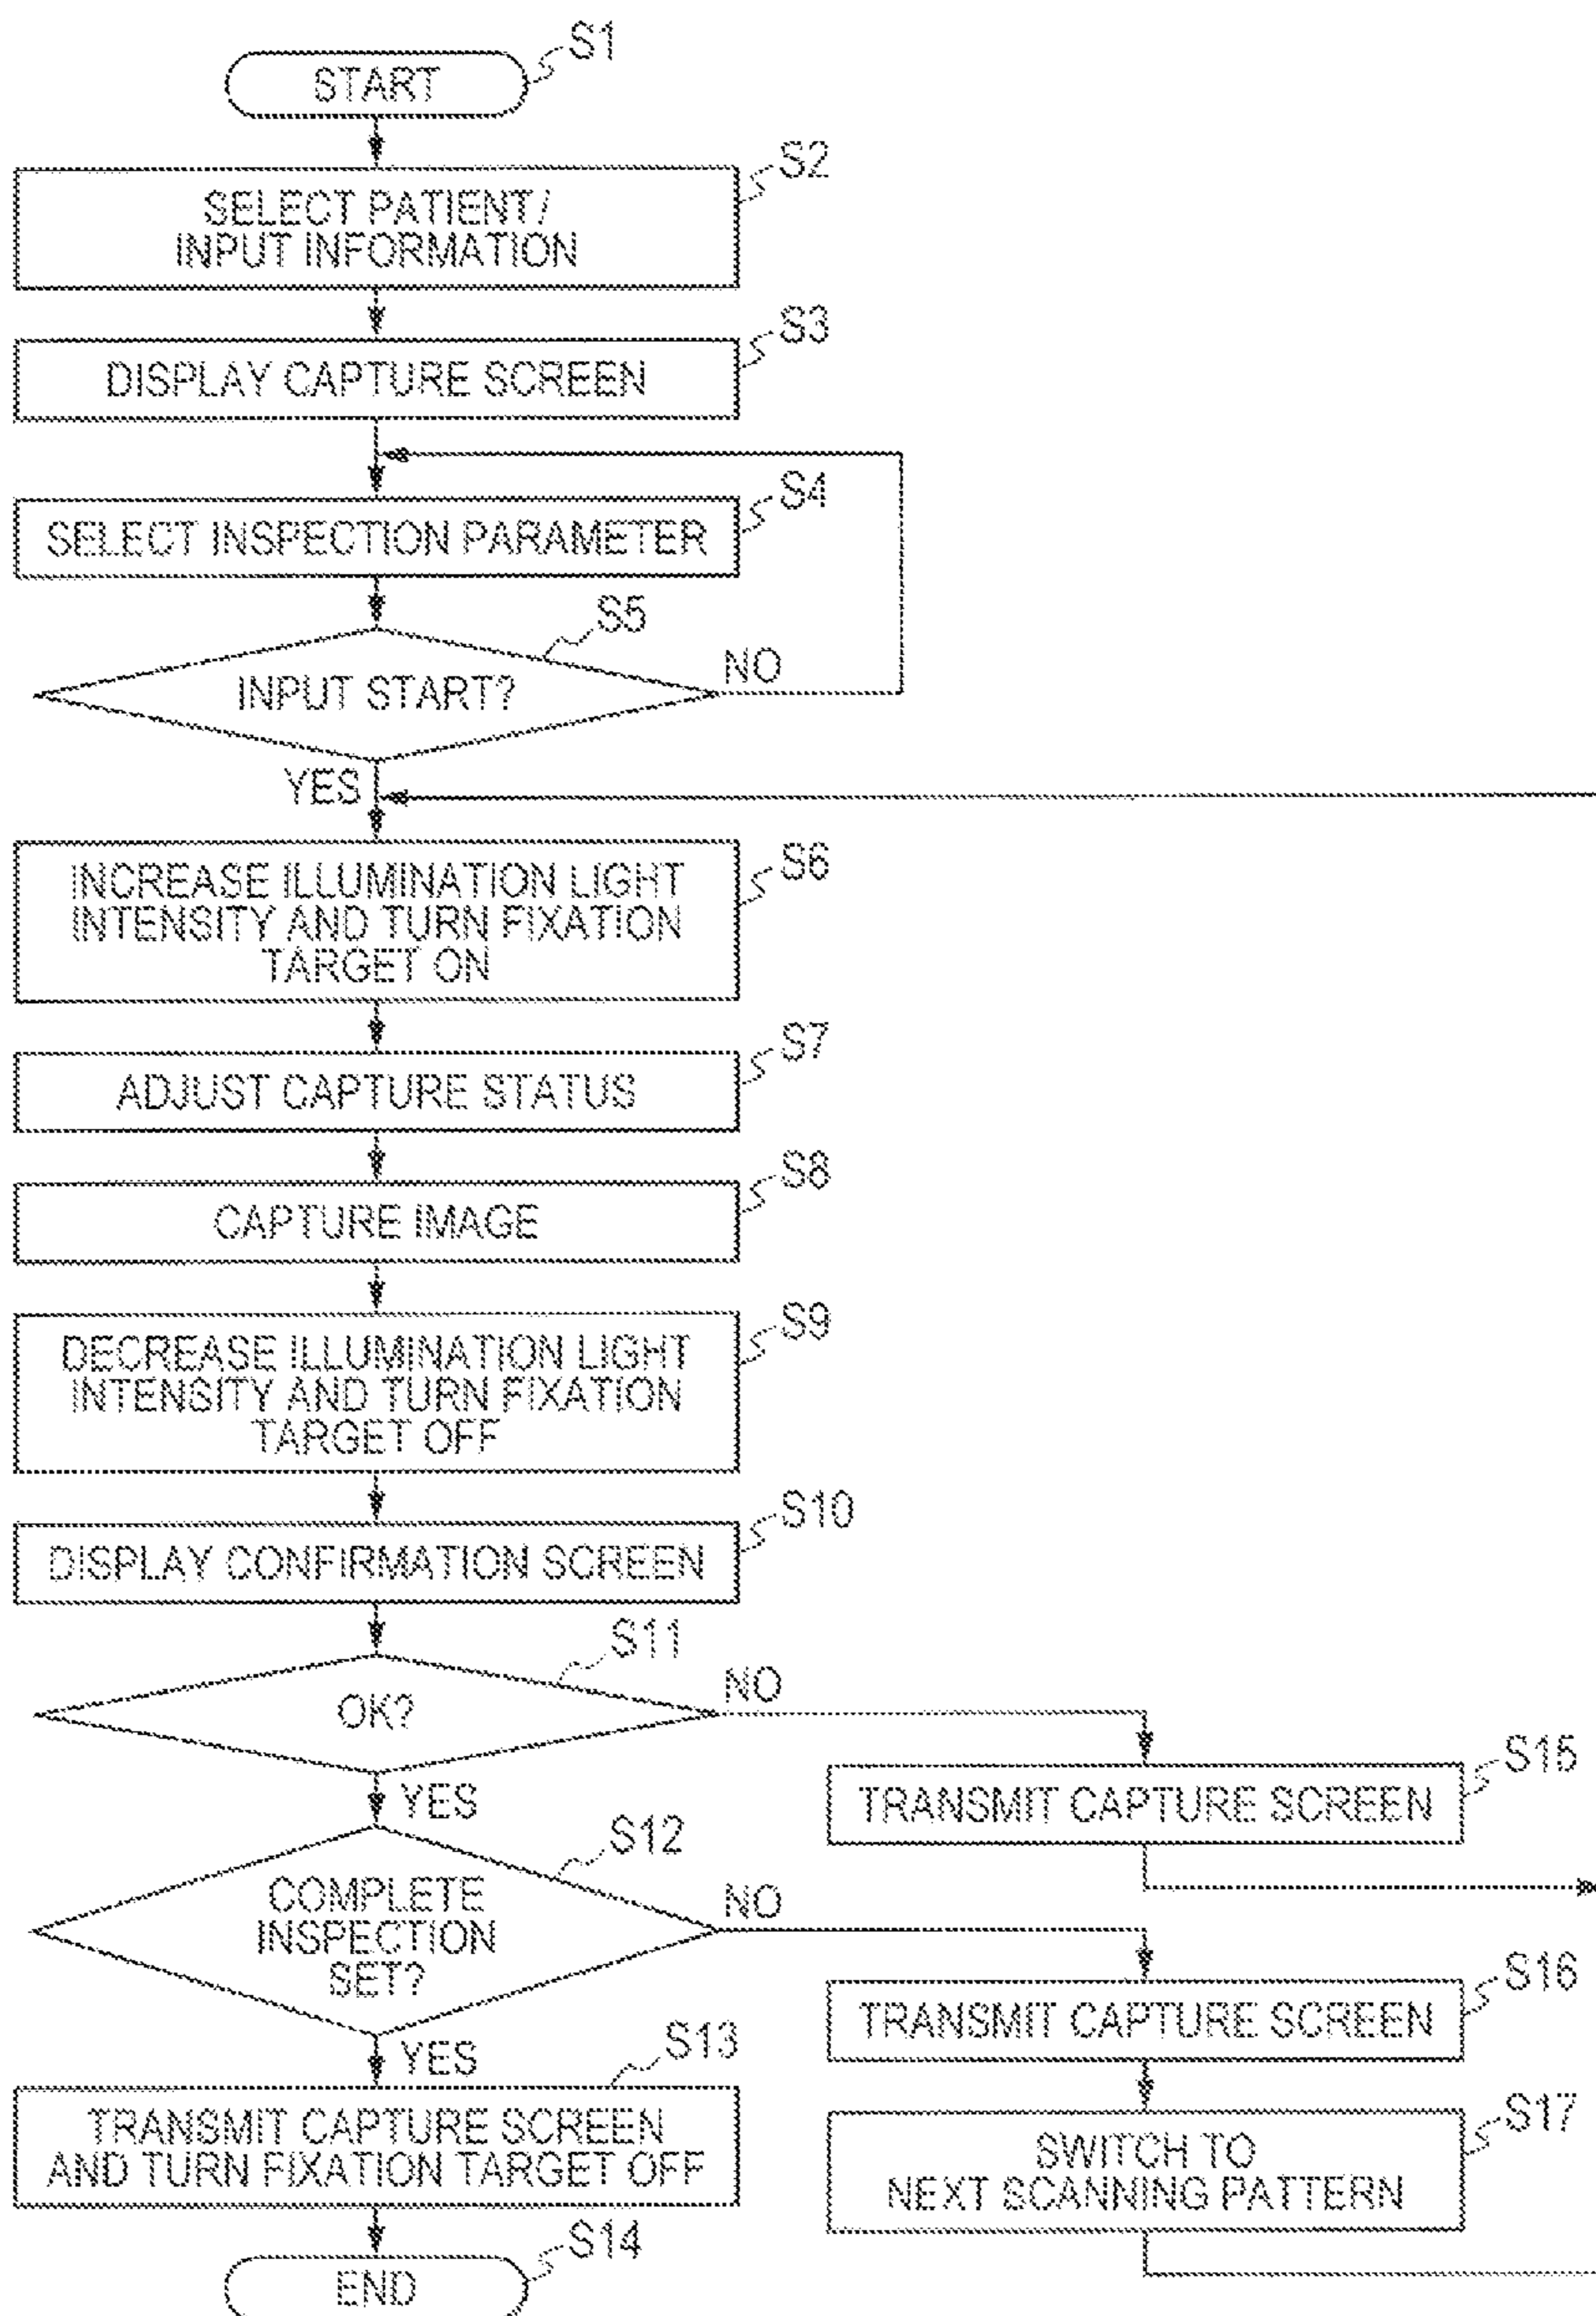 START
S1
SELECT PATIENT/
INPUT INFORMATION
S2
DISPLAY CAPTURE SCREEN
S3
SELECT INSPECTION PARAMETER
S4
INPUT START?
S5
NO
YES
INCREASE ILLUMINATION LIGHT
INTENSITY AND TURN FIXATION
TARGET ON
S6
ADJUST CAPTURE STATUS
S7
CAPTURE IMAGE
S8
DECREASE ILLUMINATION LIGHT
INTENSITY AND TURN FIXATION
TARGET OFF
S9
DISPLAY CONFIRMATION SCREEN
S10
OK?
S11
NO
YES
TRANSMIT CAPTURE SCREEN
S15
COMPLETE
INSPECTION
SET?
S12
NO
YES
TRANSMIT CAPTURE SCREEN
S16
TRANSMIT CAPTURE SCREEN
AND TURN FIXATION TARGET OFF
S13
SWITCH TO
NEXT SCANNING PATTERN
S17
END
S14